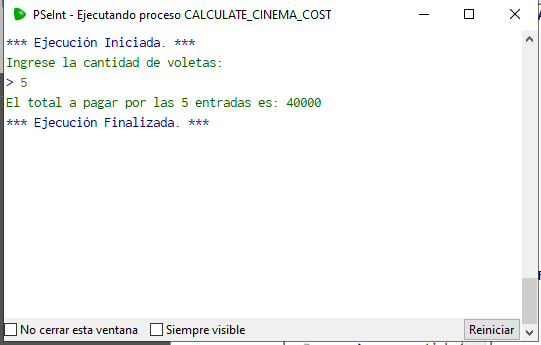 PSeInt - Ejecutando proceso CALCULATE_CINEMA_COST
*** Ejecución Iniciada. ***
Ingrese la cantidad de voletas:
> 5
El total a pagar por las 5 entradas es: 40000
*** Ejecución Finalizada. ***
No cerrar esta ventana
Siempre visible
Reiniciar